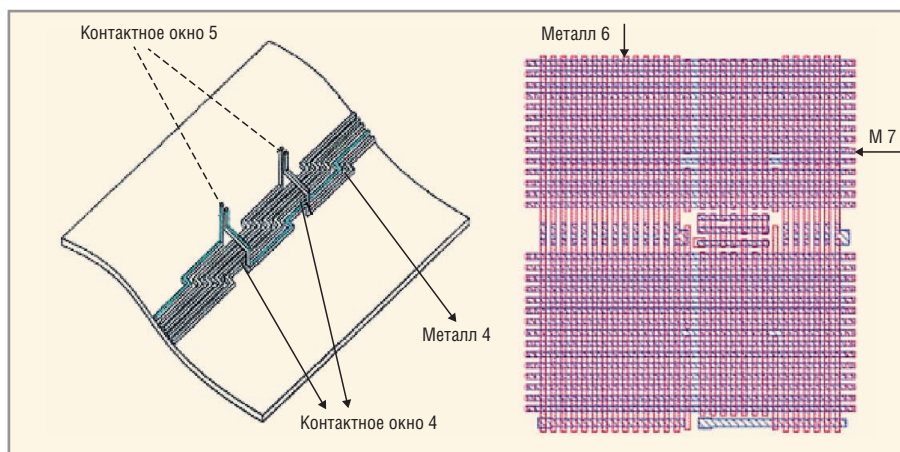 Контактное окно 5
Металл 4
Контактное окно 4
Металл 6
М 7